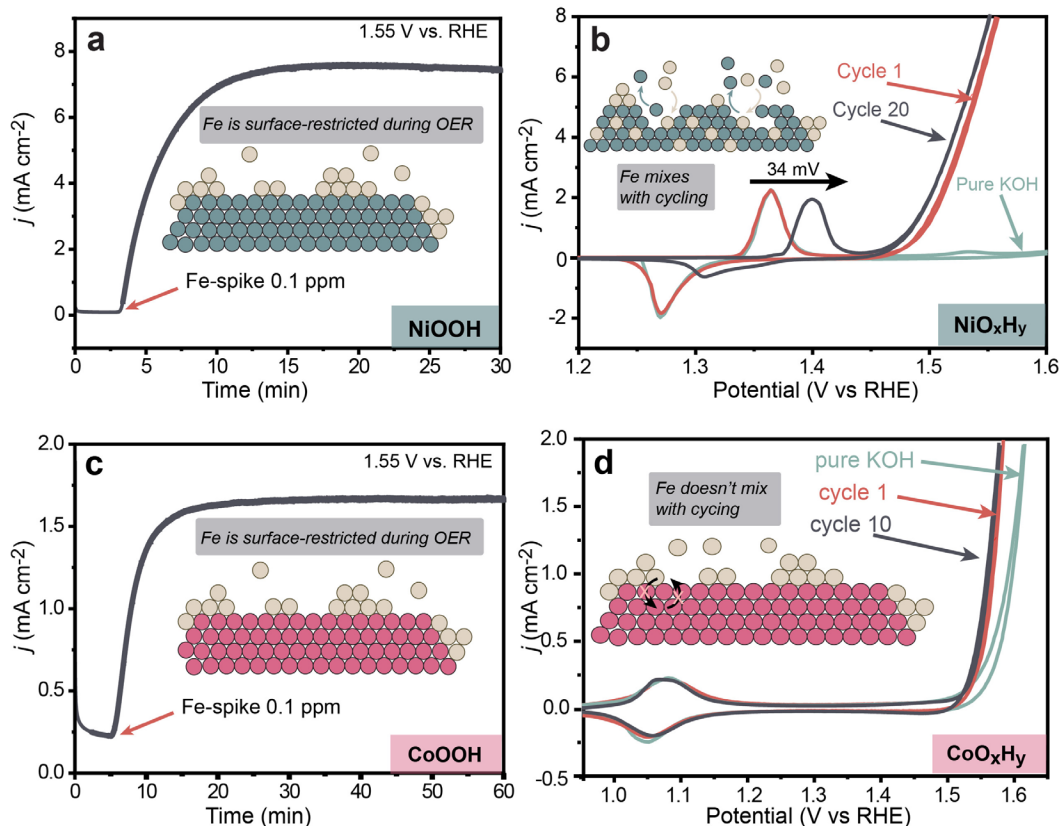 a
1.55 V vs. RHE
8
6
4
2
0
j (mA cm⁻²)
Fe is surface-restricted during OER
Fe-spike 0.1 ppm
NiOOH
0 5 10 15 20 25 30
Time (min)
b
8
6
4
2
0
-2
j (mA cm⁻²)
Cycle 1
Cycle 20
Fe mixes
with cycling
34 mV
Pure KOH
NiOₓHᵧ
1.2 1.3 1.4 1.5 1.6
Potential (V vs RHE)
c
1.55 V vs. RHE
2.0
1.5
1.0
0.5
0.0
j (mA cm⁻²)
Fe is surface-restricted during OER
Fe-spike 0.1 ppm
CoOOH
0 10 20 30 40 50 60
Time (min)
d
2.0
1.5
1.0
0.5
0.0
-0.5
j (mA cm⁻²)
Fe doesn't mix
with cycing
pure KOH
cycle 1
cycle 10
CoOₓHᵧ
1.0 1.1 1.2 1.3 1.4 1.5 1.6
Potential (V vs RHE)